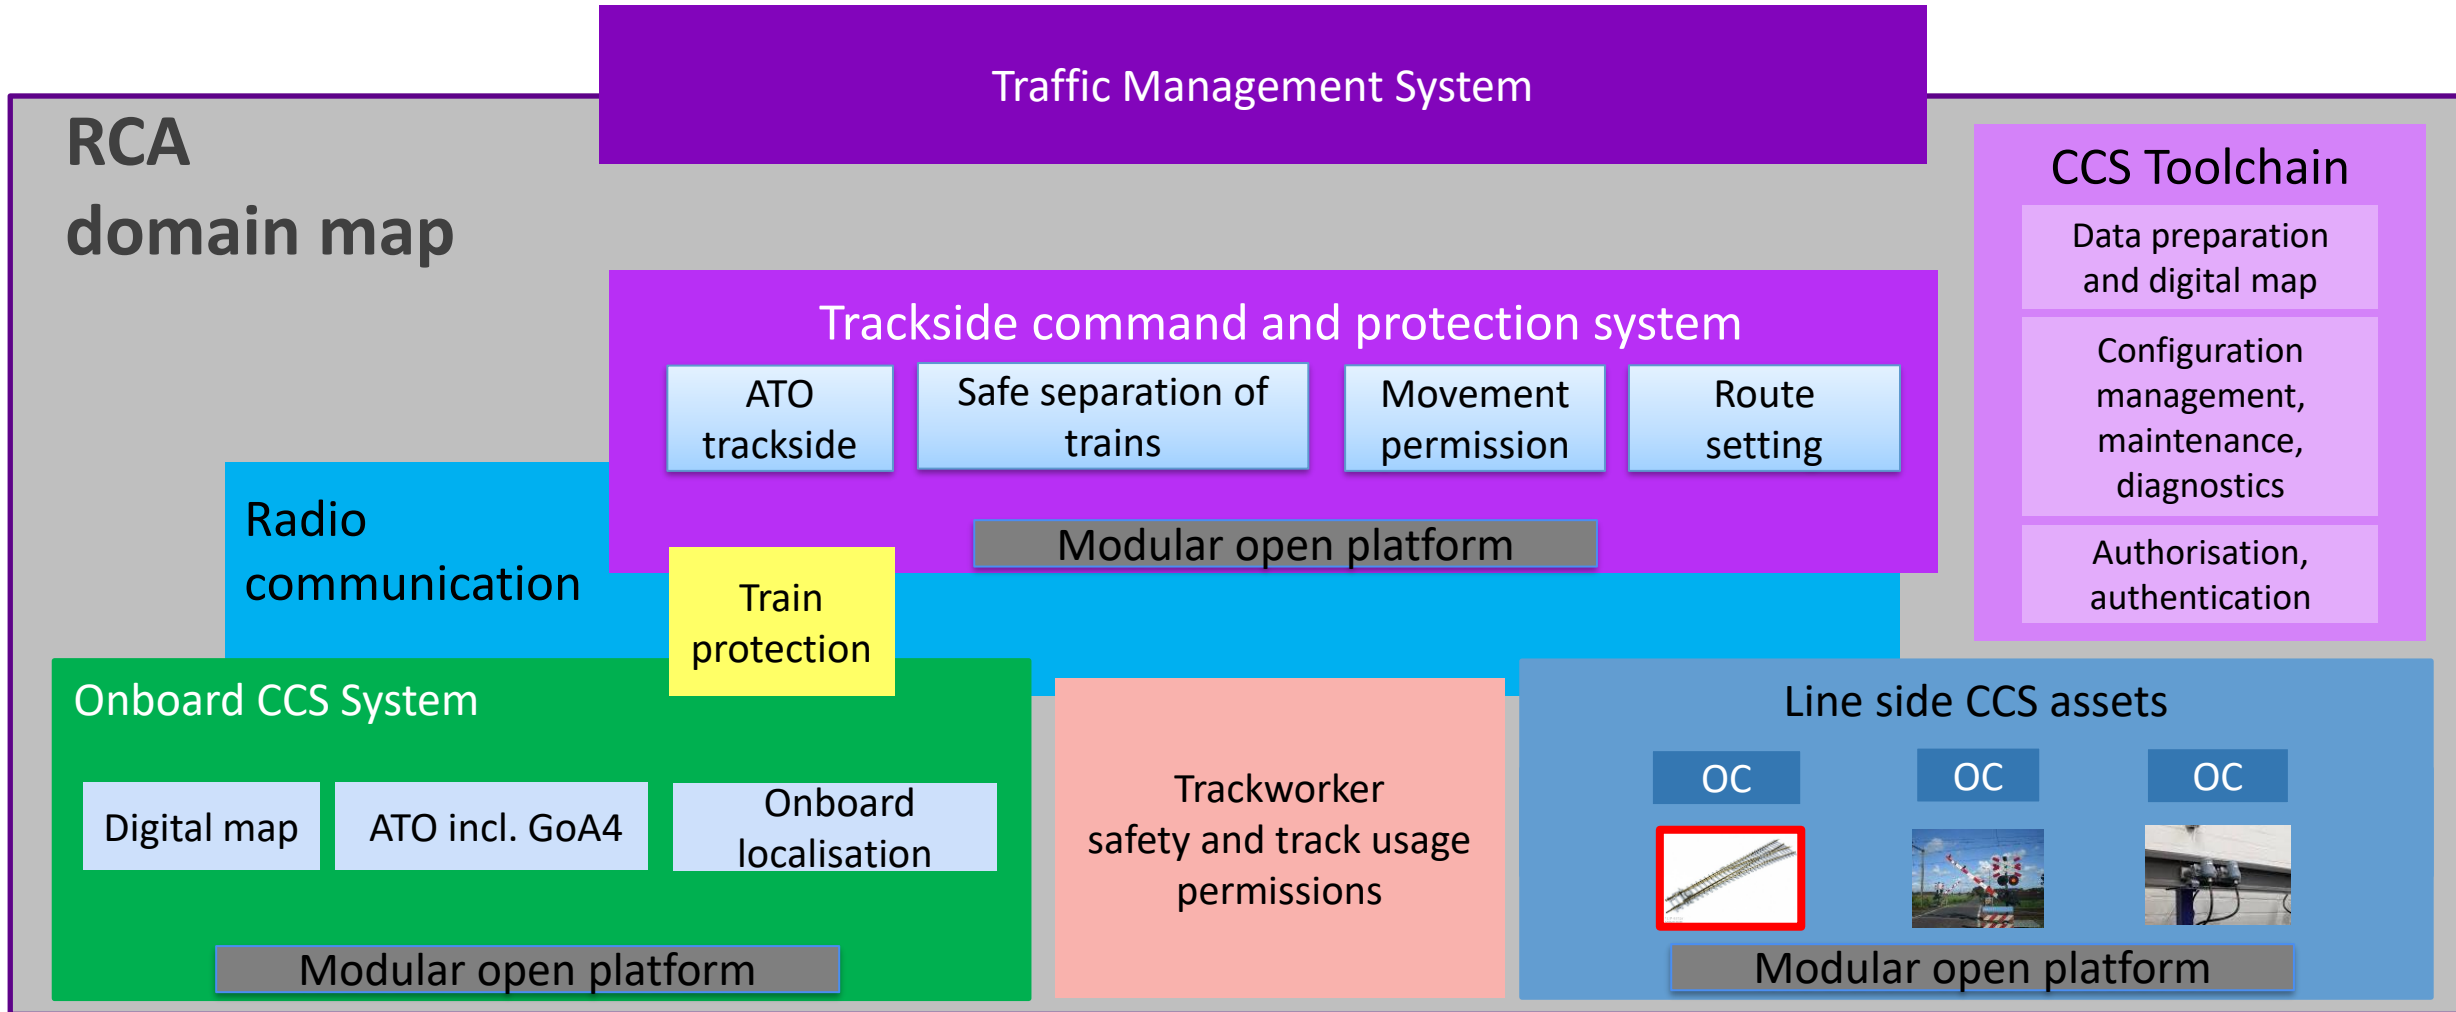 Traffic Management System
RCA
domain map
CCS Toolchain
Data preparation
and digital map
Configuration
management,
maintenance,
diagnostics
Authorisation,
authentication
Trackside command and protection system
ATO
trackside
Safe separation of
trains
Movement
permission
Route
setting
Modular open platform
Radio
communication
Train
protection
Onboard CCS System
Digital map
ATO incl. GoA4
Onboard
localisation
Modular open platform
Trackworker
safety and track usage
permissions
Line side CCS assets
OC
OC
OC
Modular open platform